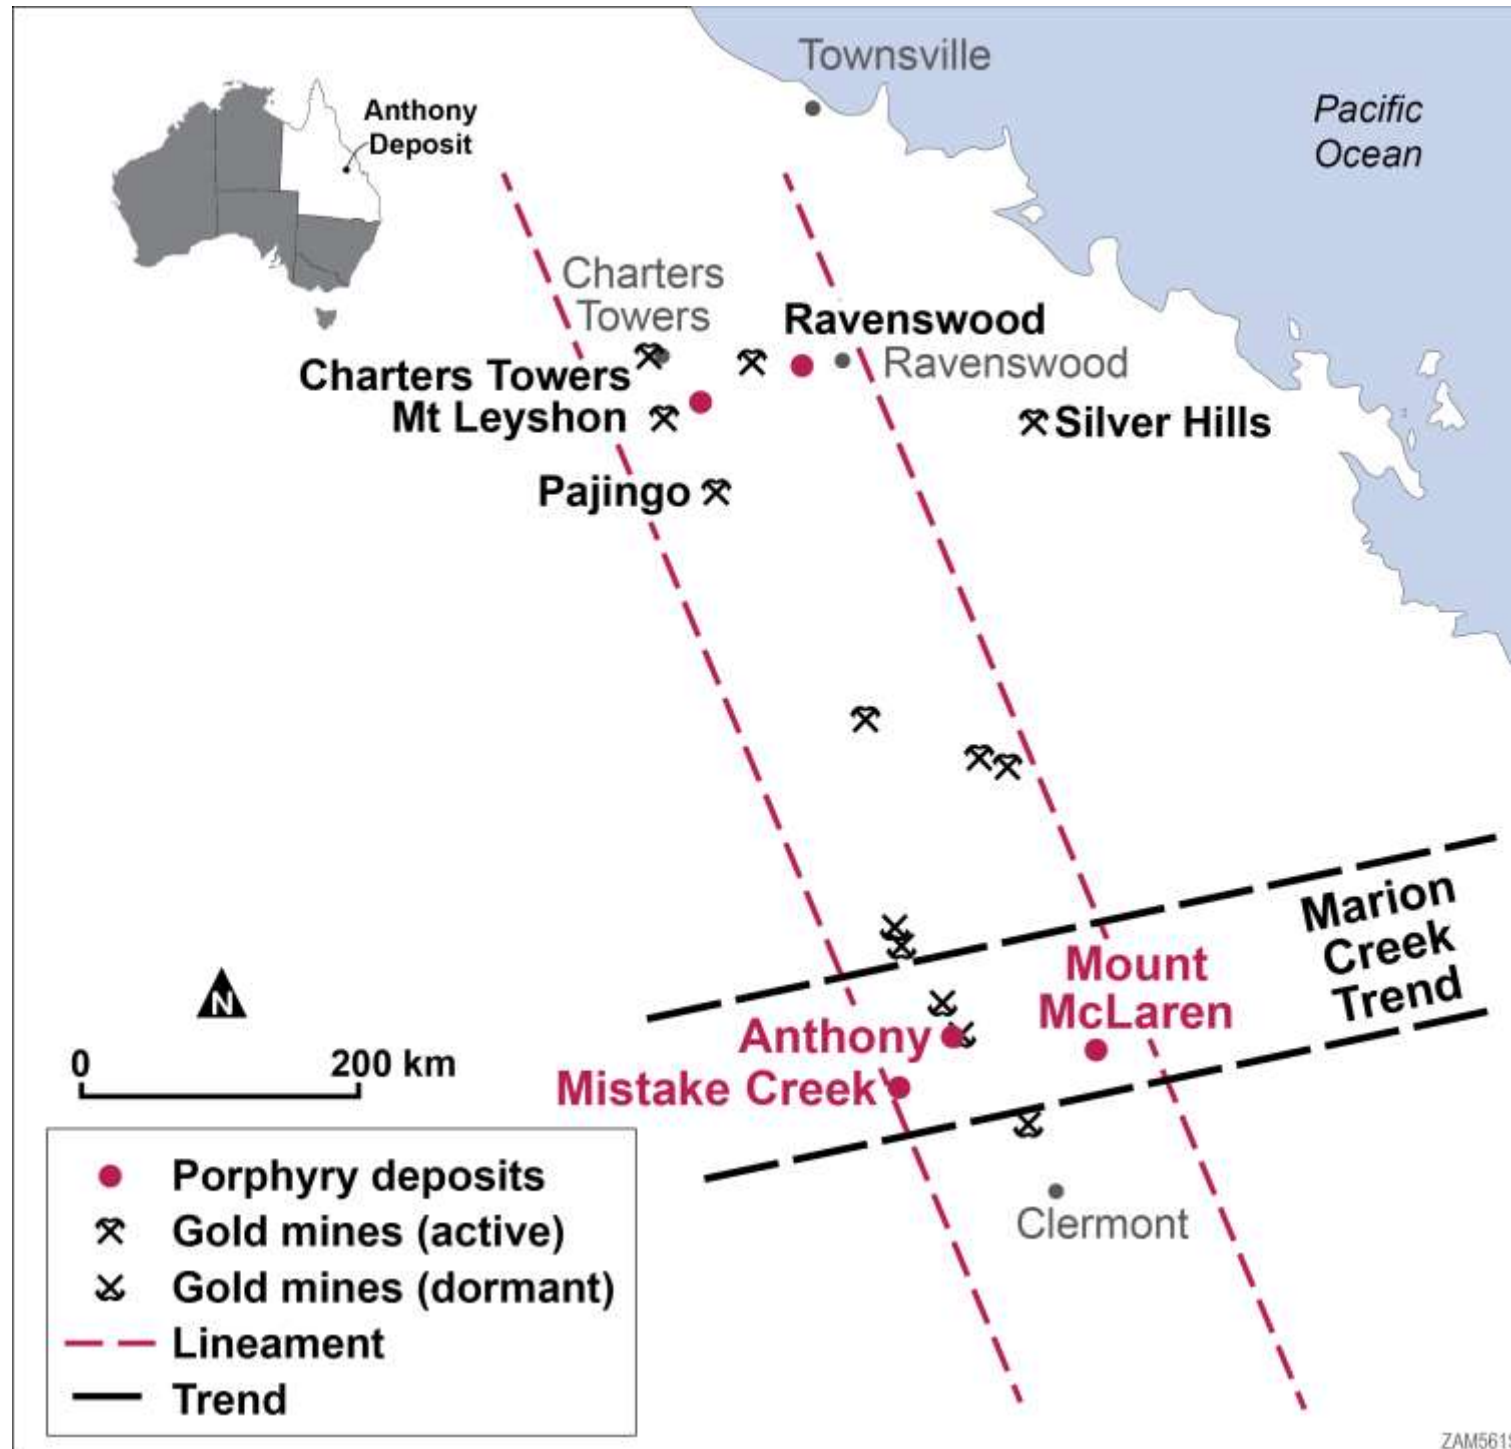 Townsville
Pacific
Ocean
Anthony
Deposit
Charters
Towers
Ravenswood
Ravenswood
Charters Towers
Mt Leyshon
Silver Hills
Pajingo
Marion
Creek
Trend
Mount
McLaren
Anthony
Mistake Creek
N
0 200 km
Clermont
Porphyry deposits
Gold mines (active)
Gold mines (dormant)
Lineament
Trend